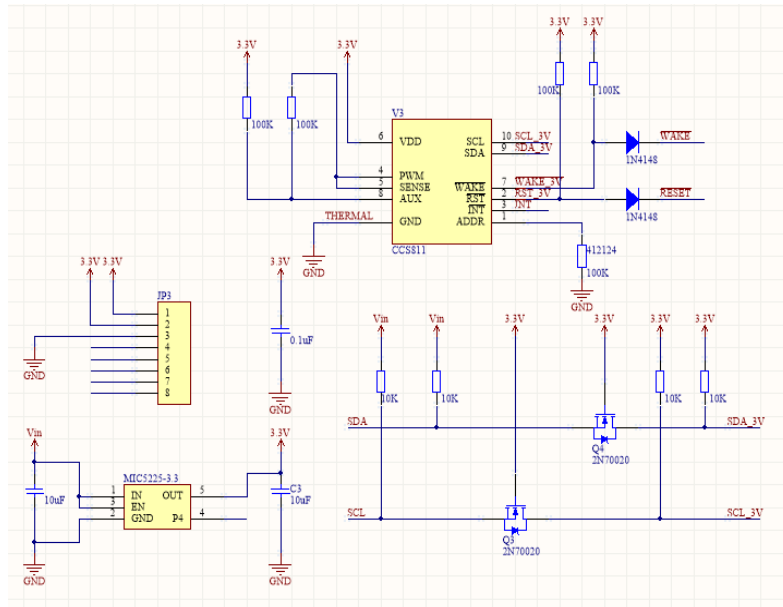 3.3V
3.3V
3.3V
3.3V
100K
100K
100K
100K
V3
6 VDD
SCL 10 SCL_3V
SDA 9 SDA_3V
4 PWM
5 SENSE
8 AUX
WAKE 7 WAKE_3V
RST 2 RST_3V
INT 3 INT
GND
ADDR 1
THERMAL
GND
CCS811
WAKE
1N4148
RESET
1N4148
412124
100K
GND
3.3V 3.3V
JP3
1
2
3
4
5
6
7
8
GND
3.3V
0.1uF
GND
Vin
Vin
3.3V
3.3V
3.3V
3.3V
10K
10K
10K
10K
SDA
SDA_3V
Q4
2N70020
SCL
SCL_3V
Q3
2N70020
Vin
10uF
GND
MIC5225-3.3
1 IN
3 EN
2 GND
OUT 5
P4 4
3.3V
C3
10uF
GND